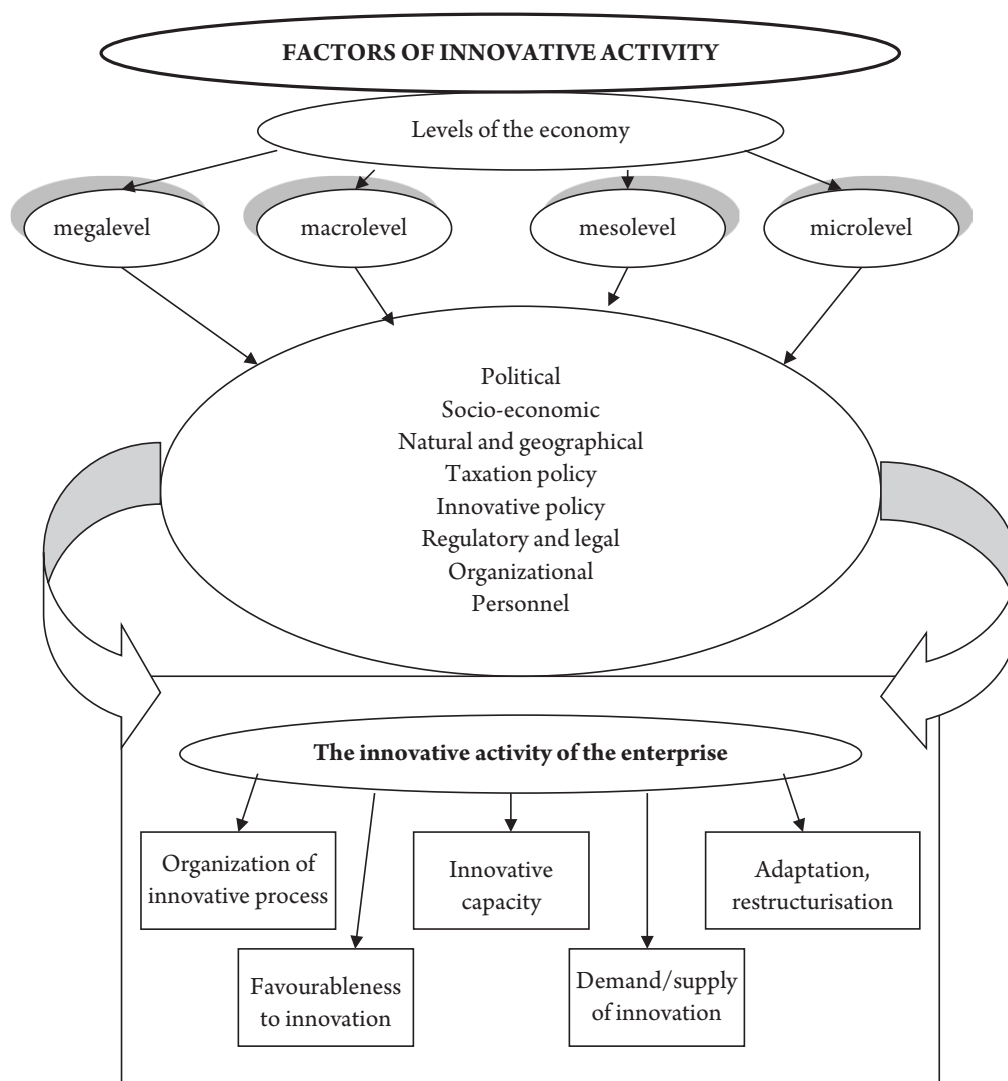 FACTORS OF INNOVATIVE ACTIVITY
Levels of the economy
megalevel
macrolevel
mesolevel
microlevel
Political
Socio-economic
Natural and geographical
Taxation policy
Innovative policy
Regulatory and legal
Organizational
Personnel
The innovative activity of the enterprise
Organization of
innovative process
Innovative
capacity
Adaptation,
restructurisation
Favourableness
to innovation
Demand/supply
of innovation